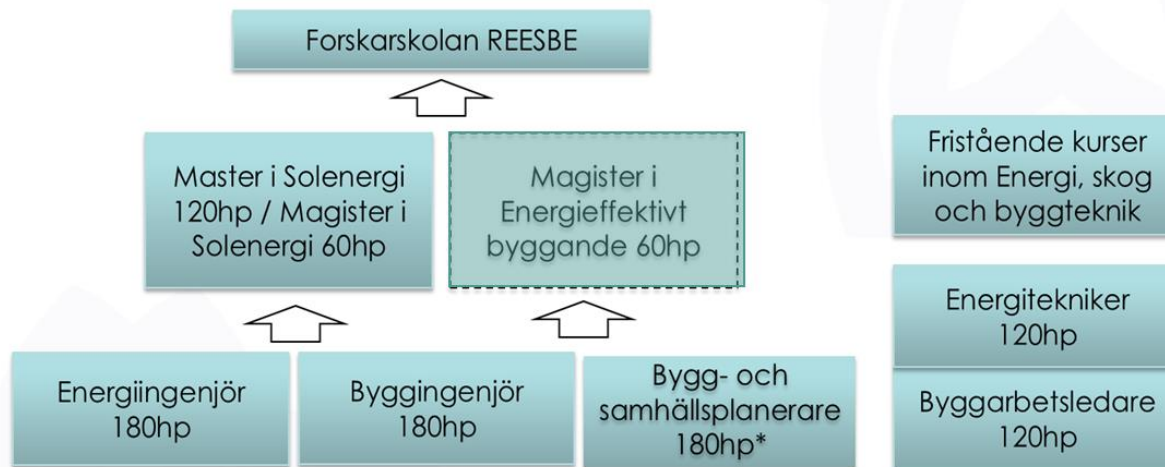 Forskarskolan REESBE
Master i Solenergi
120hp / Magister i
Solenergi 60hp
Magister i
Energieffektivt
byggande 60hp
Fristående kurser
inom Energi, skog
och byggteknik
Energiingenjör
180hp
Byggingenjör
180hp
Bygg- och
samhällsplanerare
180hp*
Energitekniker
120hp
Byggarbetsledare
120hp